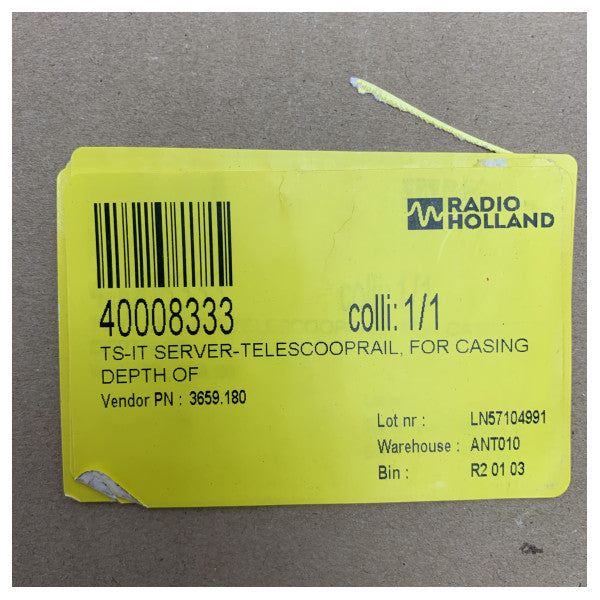 RADIO
HOLLAND
40008333 colli: 1/1
TS-IT SERVER-TELESCOOPRAIL, FOR CASING
DEPTH OF
Vendor PN : 3659.180
Lot nr : LN57104991
Warehouse : ANT010
Bin : R2 01 03